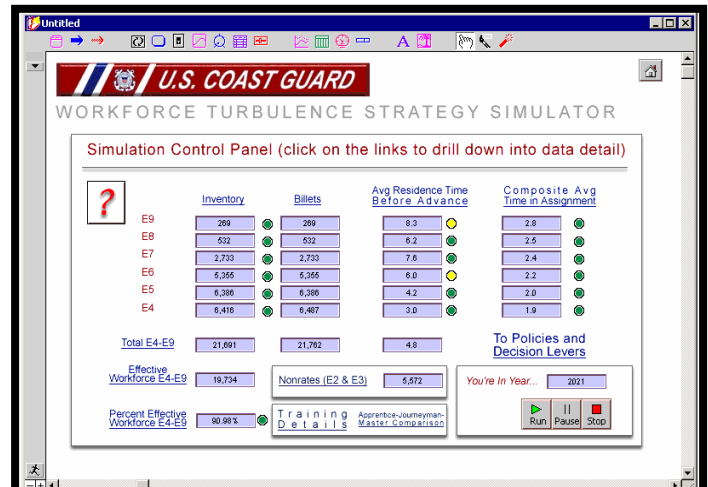 Untitled
A
U.S. COAST GUARD
WORKFORCE TURBULENCE STRATEGY SIMULATOR
Simulation Control Panel (click on the links to drill down into data detail)
?
Inventory Billets Avg Residence Time Before Advance Composite Avg Time in Assignment
E9 269 269 8.3 2.8
E8 532 532 6.2 2.5
E7 2,733 2,733 7.6 2.4
E6 5,355 5,355 6.0 2.2
E5 6,386 6,386 4.2 2.0
E4 6,416 6,487 3.0 1.9
Total E4-E9 21,691 21,762 4.8
To Policies and
Decision Levers
Effective
Workforce E4-E9 19,734
Nonrates (E2 & E3) 5,572
You're In Year... 2021
Percent Effective
Workforce E4-E9 90.98%
Training
Details
Apprentice-Journeyman-
Master Comparison
Run Pause Stop